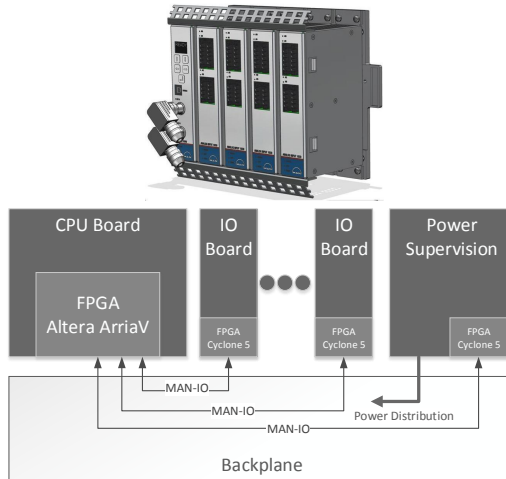 CPU Board
FPGA
Altera ArriaV
IO
Board
FPGA
Cyclone 5
IO
Board
FPGA
Cyclone 5
Power
Supervision
FPGA
Cyclone 5
MAN-IO
MAN-IO
MAN-IO
Power Distribution
Backplane